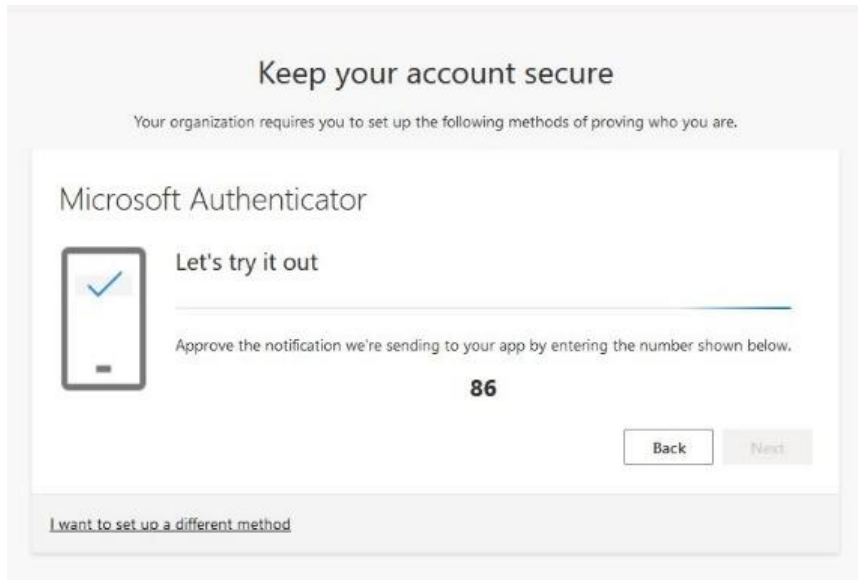 Keep your account secure
Your organization requires you to set up the following methods of proving who you are.
Microsoft Authenticator
Let's try it out
Approve the notification we're sending to your app by entering the number shown below.
86
Back
Next
I want to set up a different method